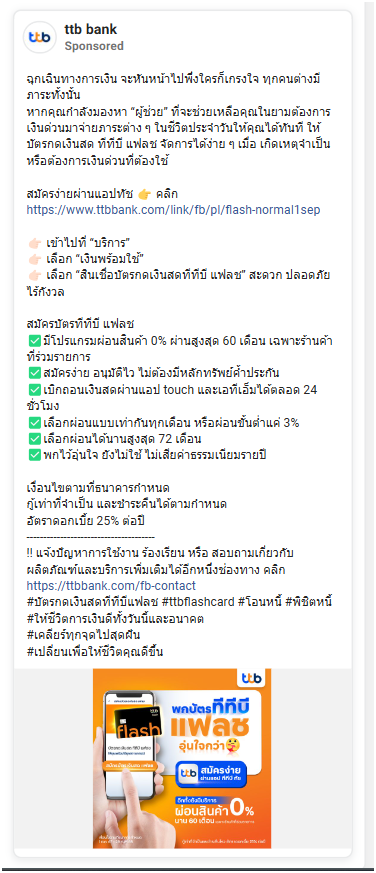 ttb
ttb bank
Sponsored
ฉุกเฉินทางการเงิน จะหันหน้าไปพึ่งใครก็เกรงใจ ทุกคนต่างมี
ภาระทั้งนั้น
หากคุณกำลังมองหา “ผู้ช่วย” ที่จะช่วยเหลือคุณในยามต้องการ
เงินด่วนมาจ่ายภาระต่าง ๆ ในชีวิตประจำวันให้คุณได้ทันที ให้
บัตรกดเงินสด ทีทีบี แฟลช จัดการได้ง่าย ๆ เมื่อ เกิดเหตุจำเป็น
หรือต้องการเงินด่วนที่ต้องใช้
สมัครง่ายผ่านแอปทัช 👉 คลิก
https://www.ttbbank.com/link/fb/pl/flash-normal1sep
👉🏻 เข้าไปที่ “บริการ”
👉🏻 เลือก “เงินพร้อมใช้”
👉🏻 เลือก “สินเชื่อบัตรกดเงินสดทีทีบี แฟลช” สะดวก ปลอดภัย
ไร้กังวล
สมัครบัตรทีทีบี แฟลช
✅มีโปรแกรมผ่อนสินค้า 0% ผ่านสูงสุด 60 เดือน เฉพาะร้านค้า
ที่ร่วมรายการ
✅สมัครง่าย อนุมัติไว ไม่ต้องมีหลักทรัพย์ค้ำประกัน
✅เบิกถอนเงินสดผ่านแอป touch และเอทีเอ็มได้ตลอด 24
ชั่วโมง
✅เลือกผ่อนแบบเท่ากันทุกเดือน หรือผ่อนขั้นต่ำแค่ 3%
✅เลือกผ่อนได้นานสูงสุด 72 เดือน
✅พกไว้อุ่นใจ ยังไม่ใช้ ไม่เสียค่าธรรมเนียมรายปี
เงื่อนไขตามที่ธนาคารกำหนด
กู้เท่าที่จำเป็น และชำระคืนได้ตามกำหนด
อัตราดอกเบี้ย 25% ต่อปี
------------------------------------
!! แจ้งปัญหาการใช้งาน ร้องเรียน หรือ สอบถามเกี่ยวกับ
ผลิตภัณฑ์และบริการเพิ่มเติมได้อีกหนึ่งช่องทาง คลิก
https://ttbbank.com/fb-contact
#บัตรกดเงินสดทีทีบีแฟลช #ttbflashcard #โอนหนี้ #พิชิตหนี้
#ให้ชีวิตการเงินดีทั้งวันนี้และอนาคต
#เคลียร์ทุกจุดไปสุดฝัน
#เปลี่ยนเพื่อให้ชีวิตคุณดีขึ้น
ttb
พกบัตรทีทีบี
แฟลช
อุ่นใจกว่า
ttb
flash
ttb
สมัครง่าย
ผ่านแอป ทีทีบี ทัช
อีกทั้งยังมีบริการ
ผ่อนสินค้า 0%
นาน 60 เดือน